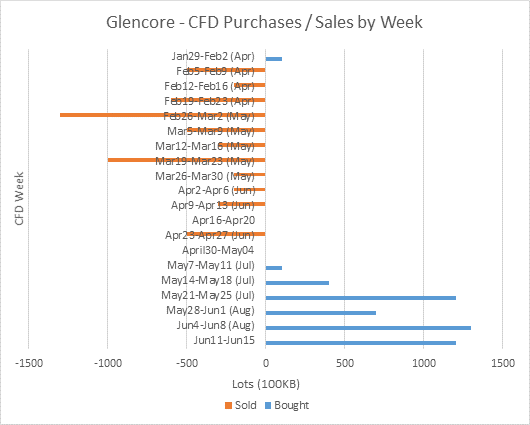 Glencore - CFD Purchases / Sales by Week
CFD Week
Jan29-Feb2 (Apr)
Feb5-Feb9 (Apr)
Feb12-Feb16 (Apr)
Feb19-Feb23 (Apr)
Feb26-Mar2 (May)
Mar5-Mar9 (May)
Mar12-Mar16 (May)
Mar19-Mar23 (May)
Mar26-Mar30 (May)
Apr2-Apr6 (Jun)
Apr9-Apr13 (Jun)
Apr16-Apr20
Apr23-Apr27 (Jun)
April30-May04
May7-May11 (Jul)
May14-May18 (Jul)
May21-May25 (Jul)
May28-Jun1 (Aug)
Jun4-Jun8 (Aug)
Jun11-Jun15
-1500 -1000 -500 0 500 1000 1500
Lots (100KB)
Sold Bought